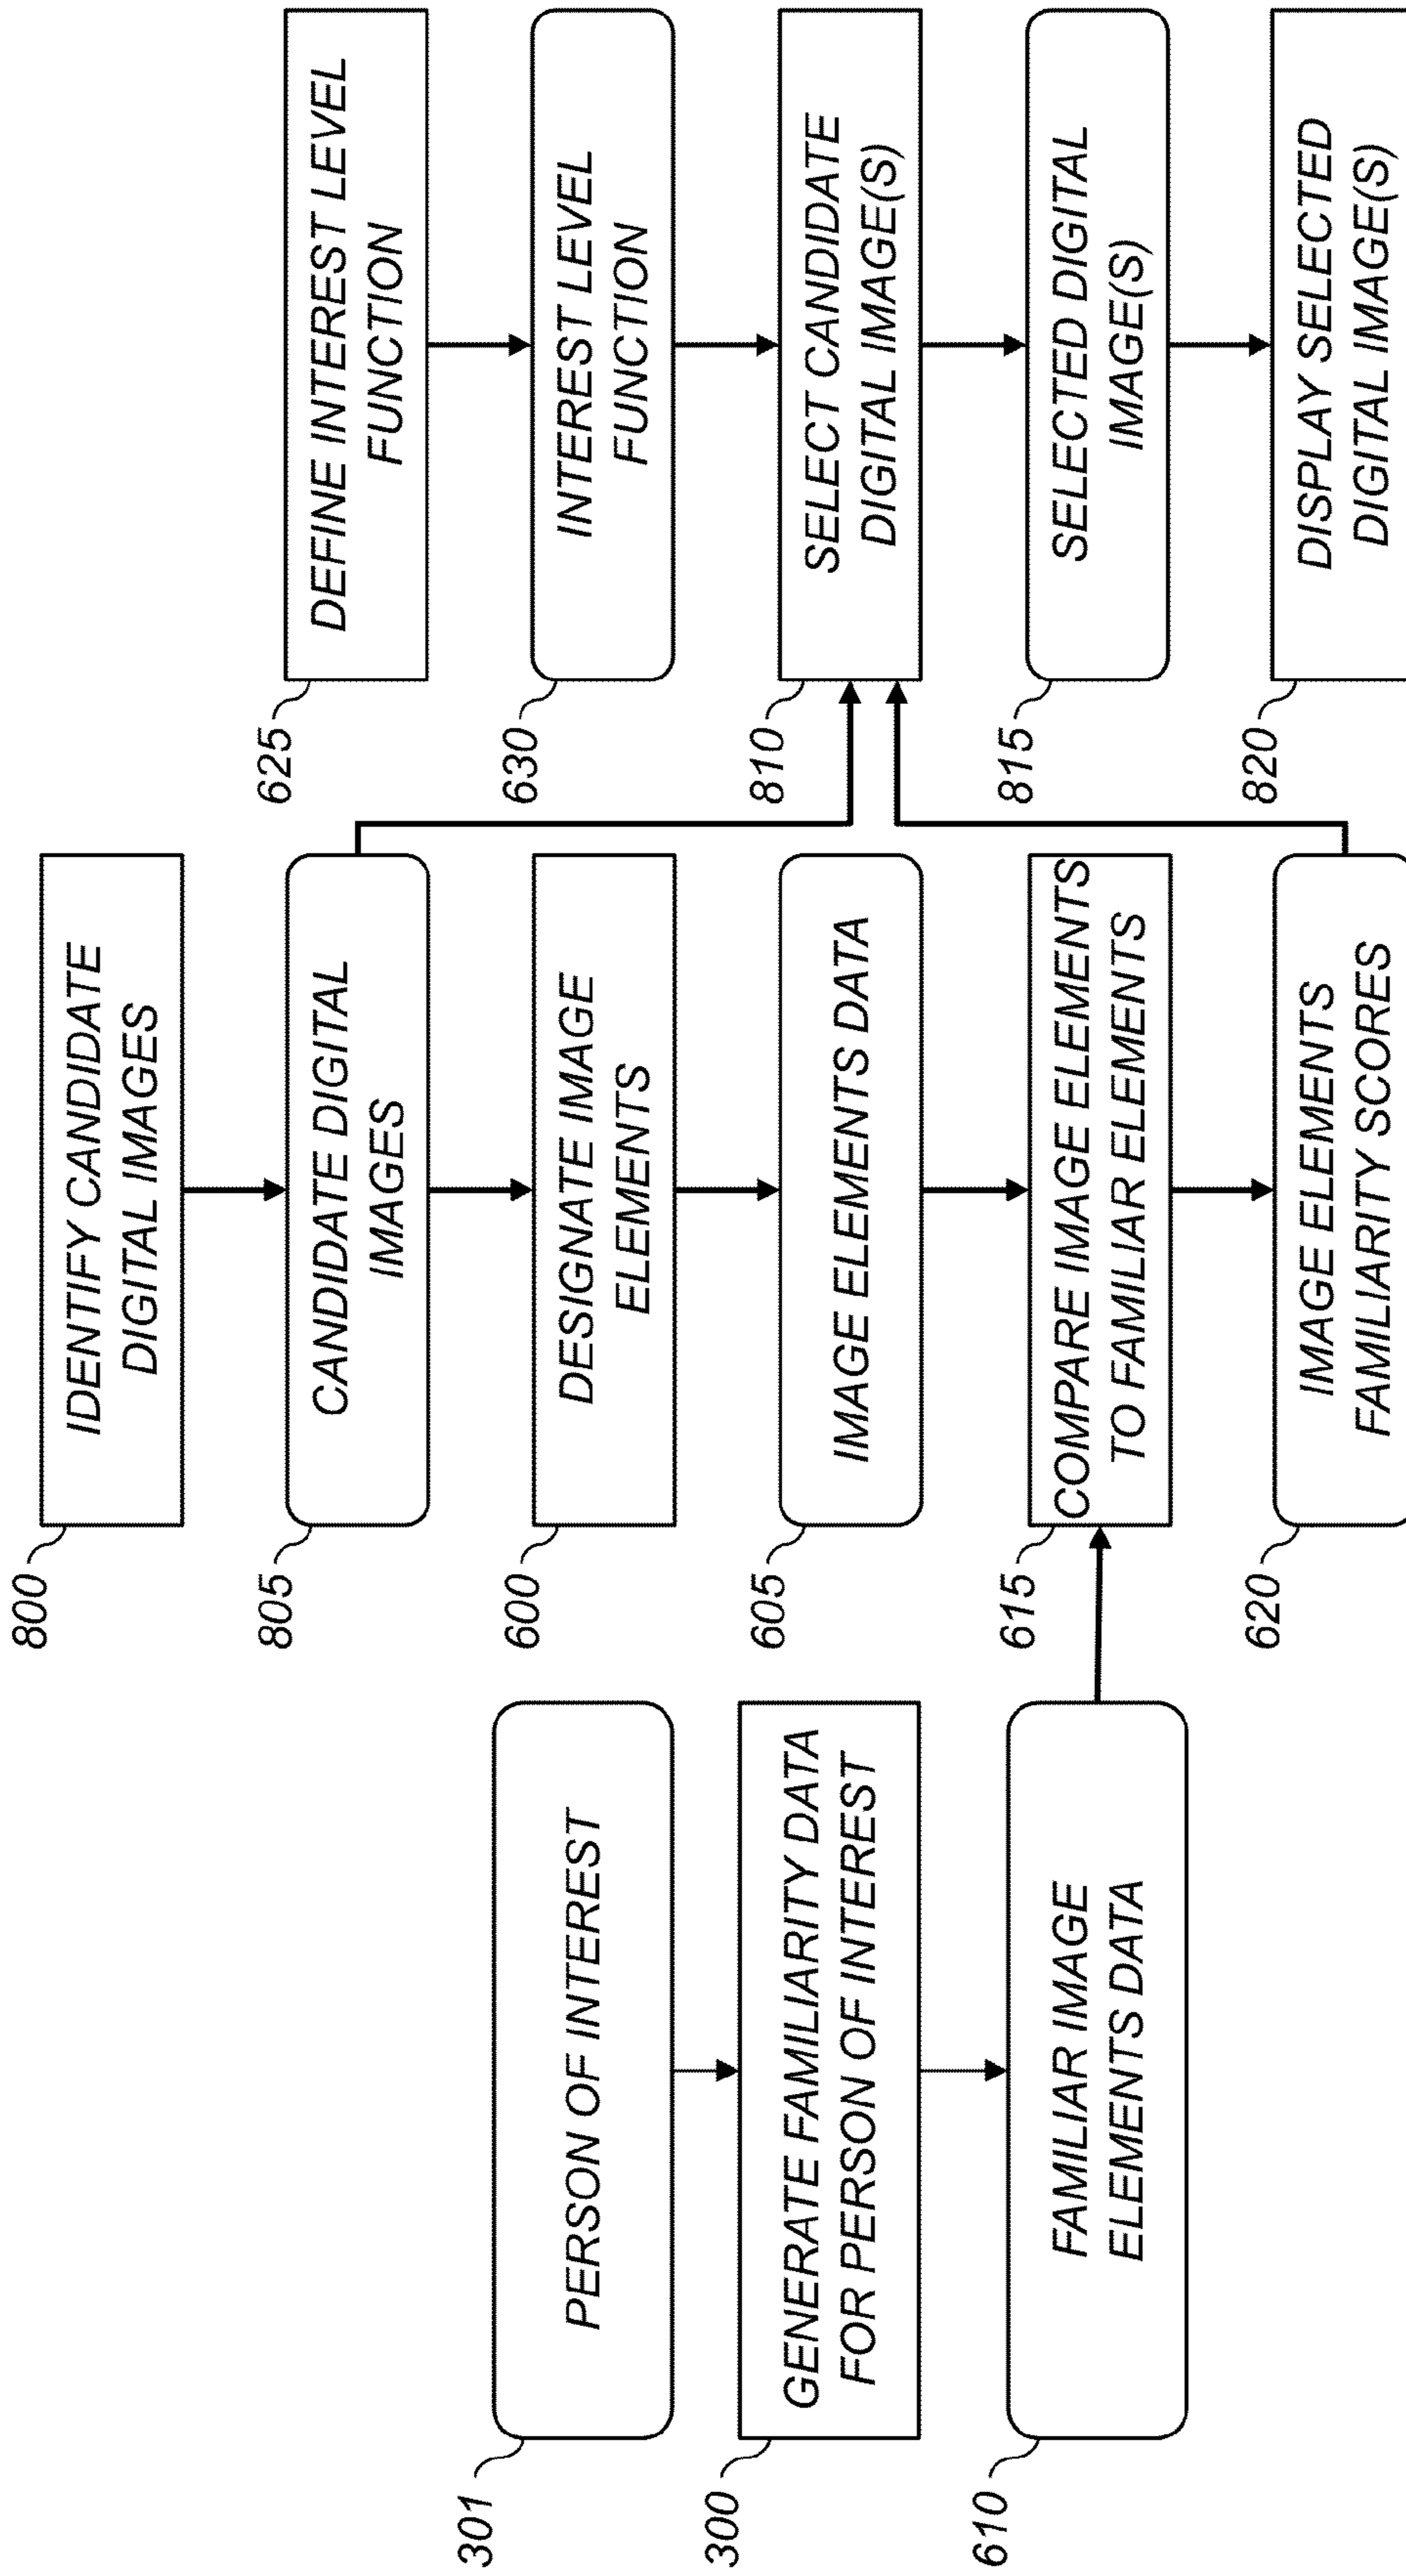 301
PERSON OF INTEREST
300
GENERATE FAMILIARITY DATA
FOR PERSON OF INTEREST
610
FAMILIAR IMAGE
ELEMENTS DATA
800
IDENTIFY CANDIDATE
DIGITAL IMAGES
805
CANDIDATE DIGITAL
IMAGES
600
DESIGNATE IMAGE
ELEMENTS
605
IMAGE ELEMENTS DATA
615
COMPARE IMAGE ELEMENTS
TO FAMILIAR ELEMENTS
620
IMAGE ELEMENTS
FAMILIARITY SCORES
625
DEFINE INTEREST LEVEL
FUNCTION
630
INTEREST LEVEL
FUNCTION
810
SELECT CANDIDATE
DIGITAL IMAGE(S)
815
SELECTED DIGITAL
IMAGE(S)
820
DISPLAY SELECTED
DIGITAL IMAGE(S)